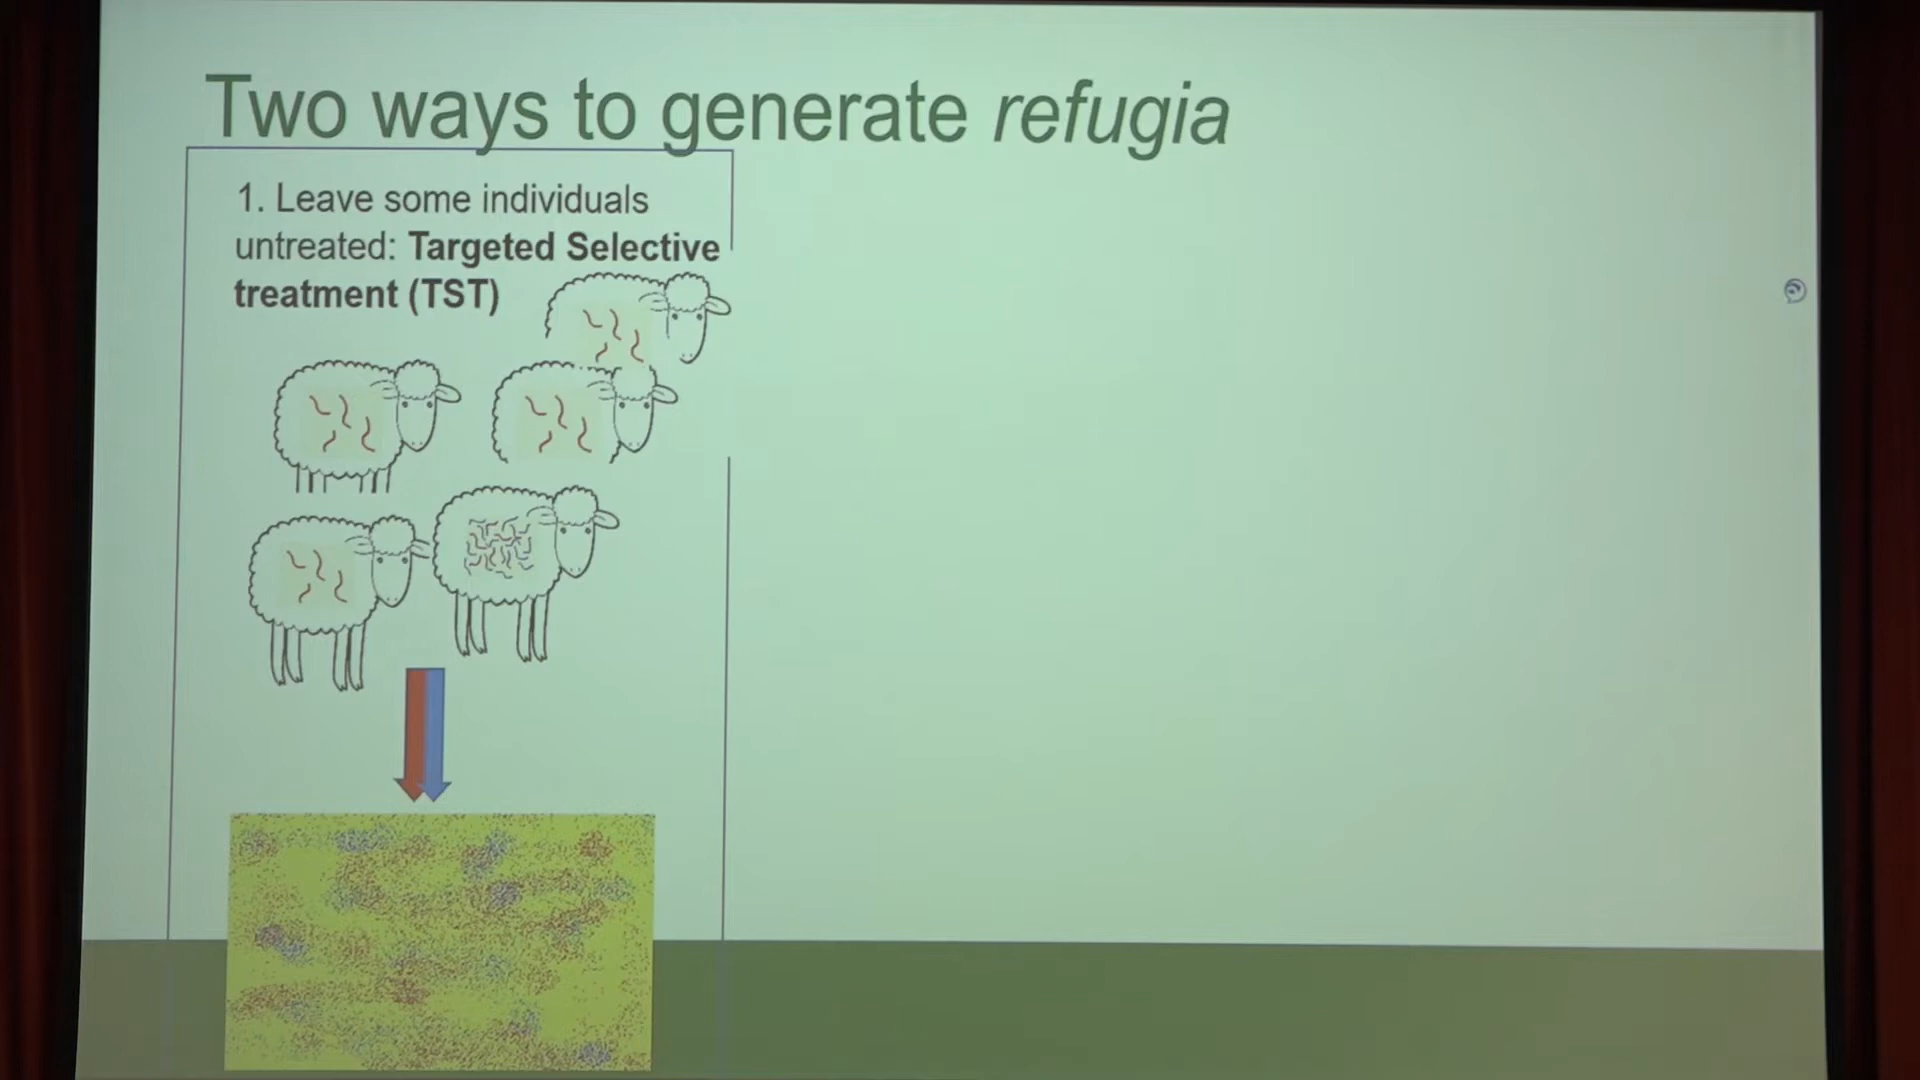 Two ways to generate refugia
1. Leave some individuals
untreated: Targeted Selective
treatment (TST)